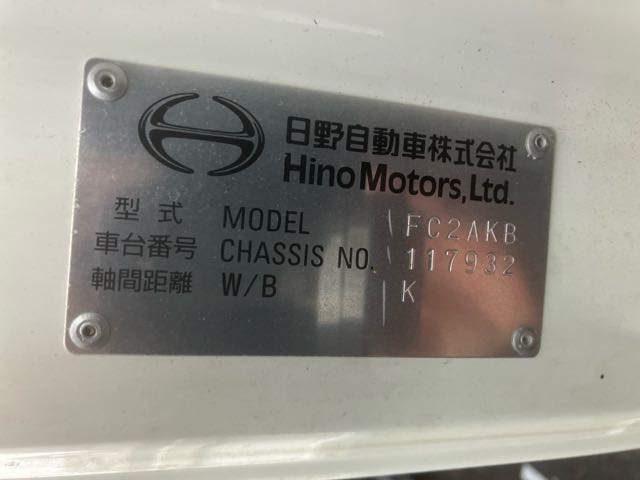 日野自動車株式会社
Hino Motors, Ltd.
型式 MODEL FC2AKB
車台番号 CHASSIS NO. 117932
軸間距離 W/B K